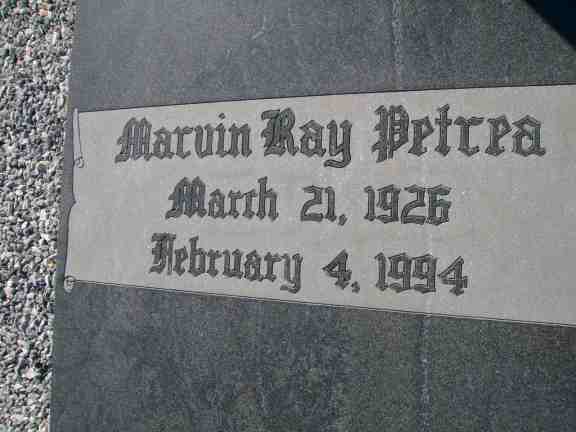 Marvin Ray Petrea
March 21, 1926
February 4, 1994